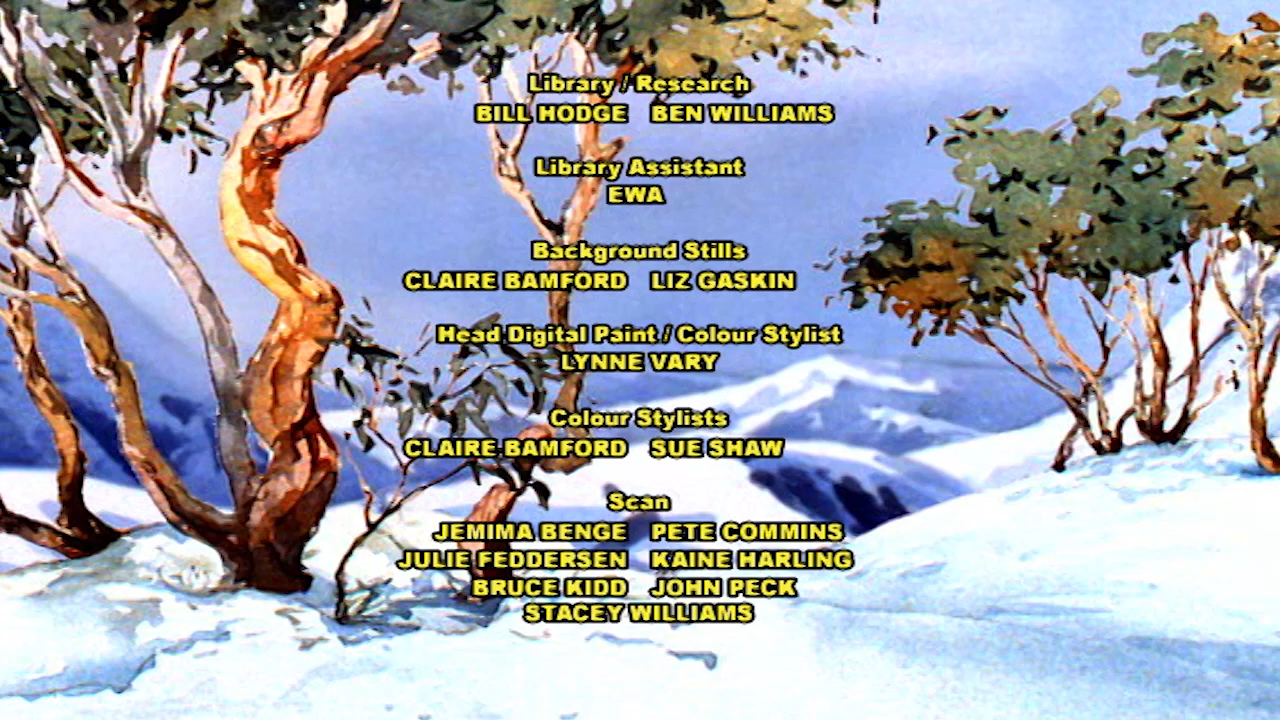 Library / Research
BILL HODGE BEN WILLIAMS
Library Assistant
EWA
Background Stills
CLAIRE BAMFORD LIZ GASKIN
Head Digital Paint / Colour Stylist
LYNNE VARY
Colour Stylists
CLAIRE BAMFORD SUE SHAW
Scan
JEMIMA BENGE PETE COMMINS
JULIE FEDDERSEN KAINE HARLING
BRUCE KIDD JOHN PECK
STACEY WILLIAMS